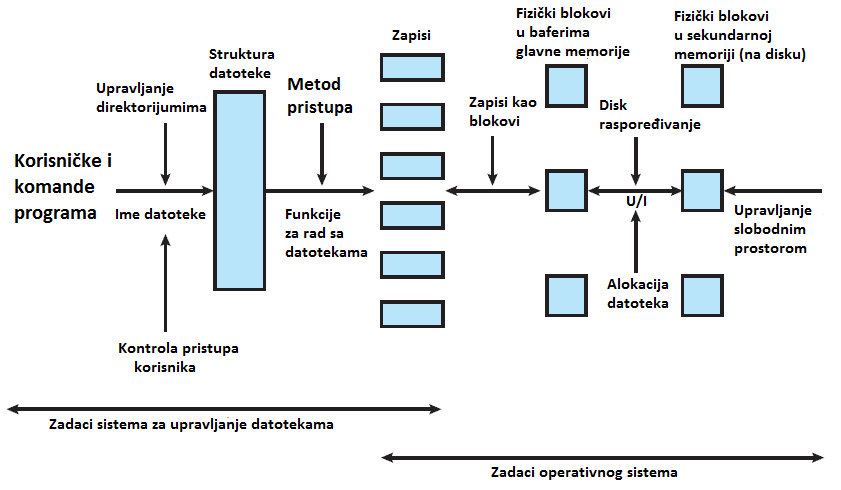 Fizički blokovi
u baferima
glavne memorije
Fizički blokovi
u sekundarnoj
memoriji (na disku)
Zapisi
Struktura
datoteke
Upravljanje
direktorijumima
Metod
pristupa
Zapisi kao
blokovi
Disk
raspoređivanje
Korisničke i
komande
programa
Ime datoteke
Funkcije
za rad sa
datotekama
U/I
Upravljanje
slobodnim
prostorom
Alokacija
datoteka
Kontrola pristupa
korisnika
Zadaci sistema za upravljanje datotekama
Zadaci operativnog sistema